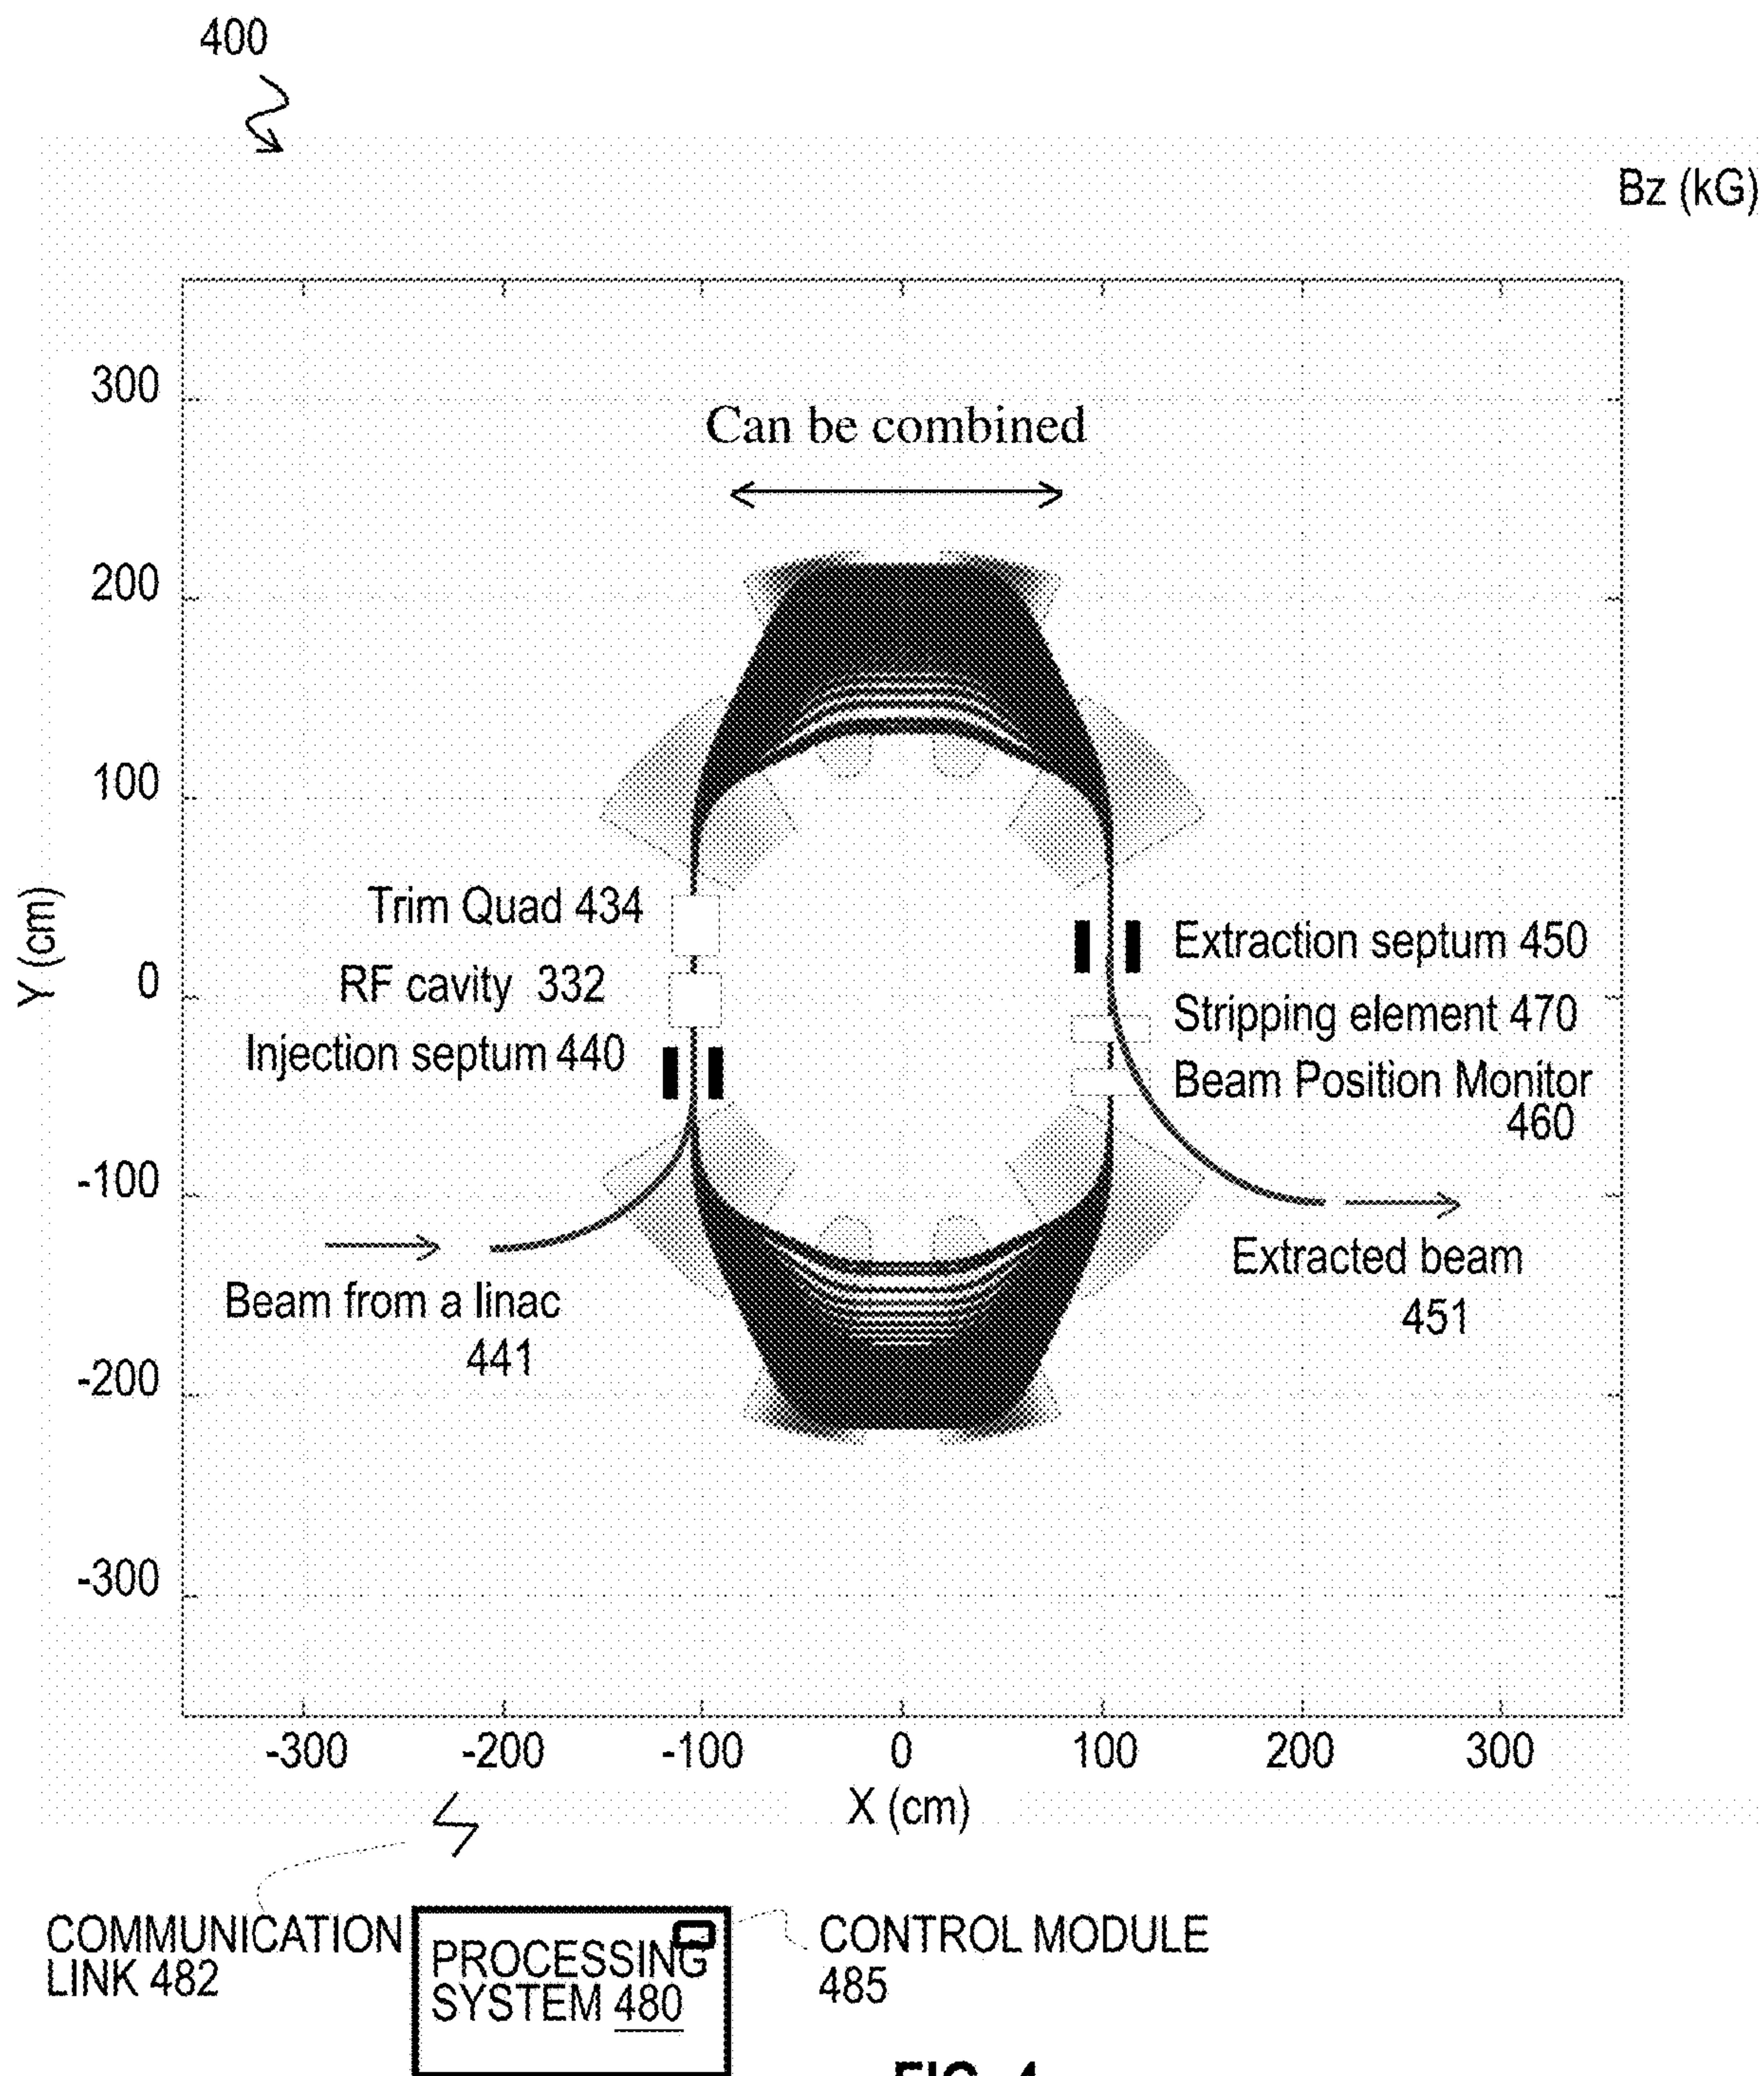 400
Bz (kG)
300
Can be combined
200
100
Trim Quad 434
Extraction septum 450
Y (cm)
0
RF cavity 332
Stripping element 470
Injection septum 440
Beam Position Monitor
460
-100
Extracted beam
451
Beam from a linac
441
-200
-300
-300 -200 -100 0 100 200 300
X (cm)
COMMUNICATION
LINK 482
PROCESSING
SYSTEM 480
CONTROL MODULE
485